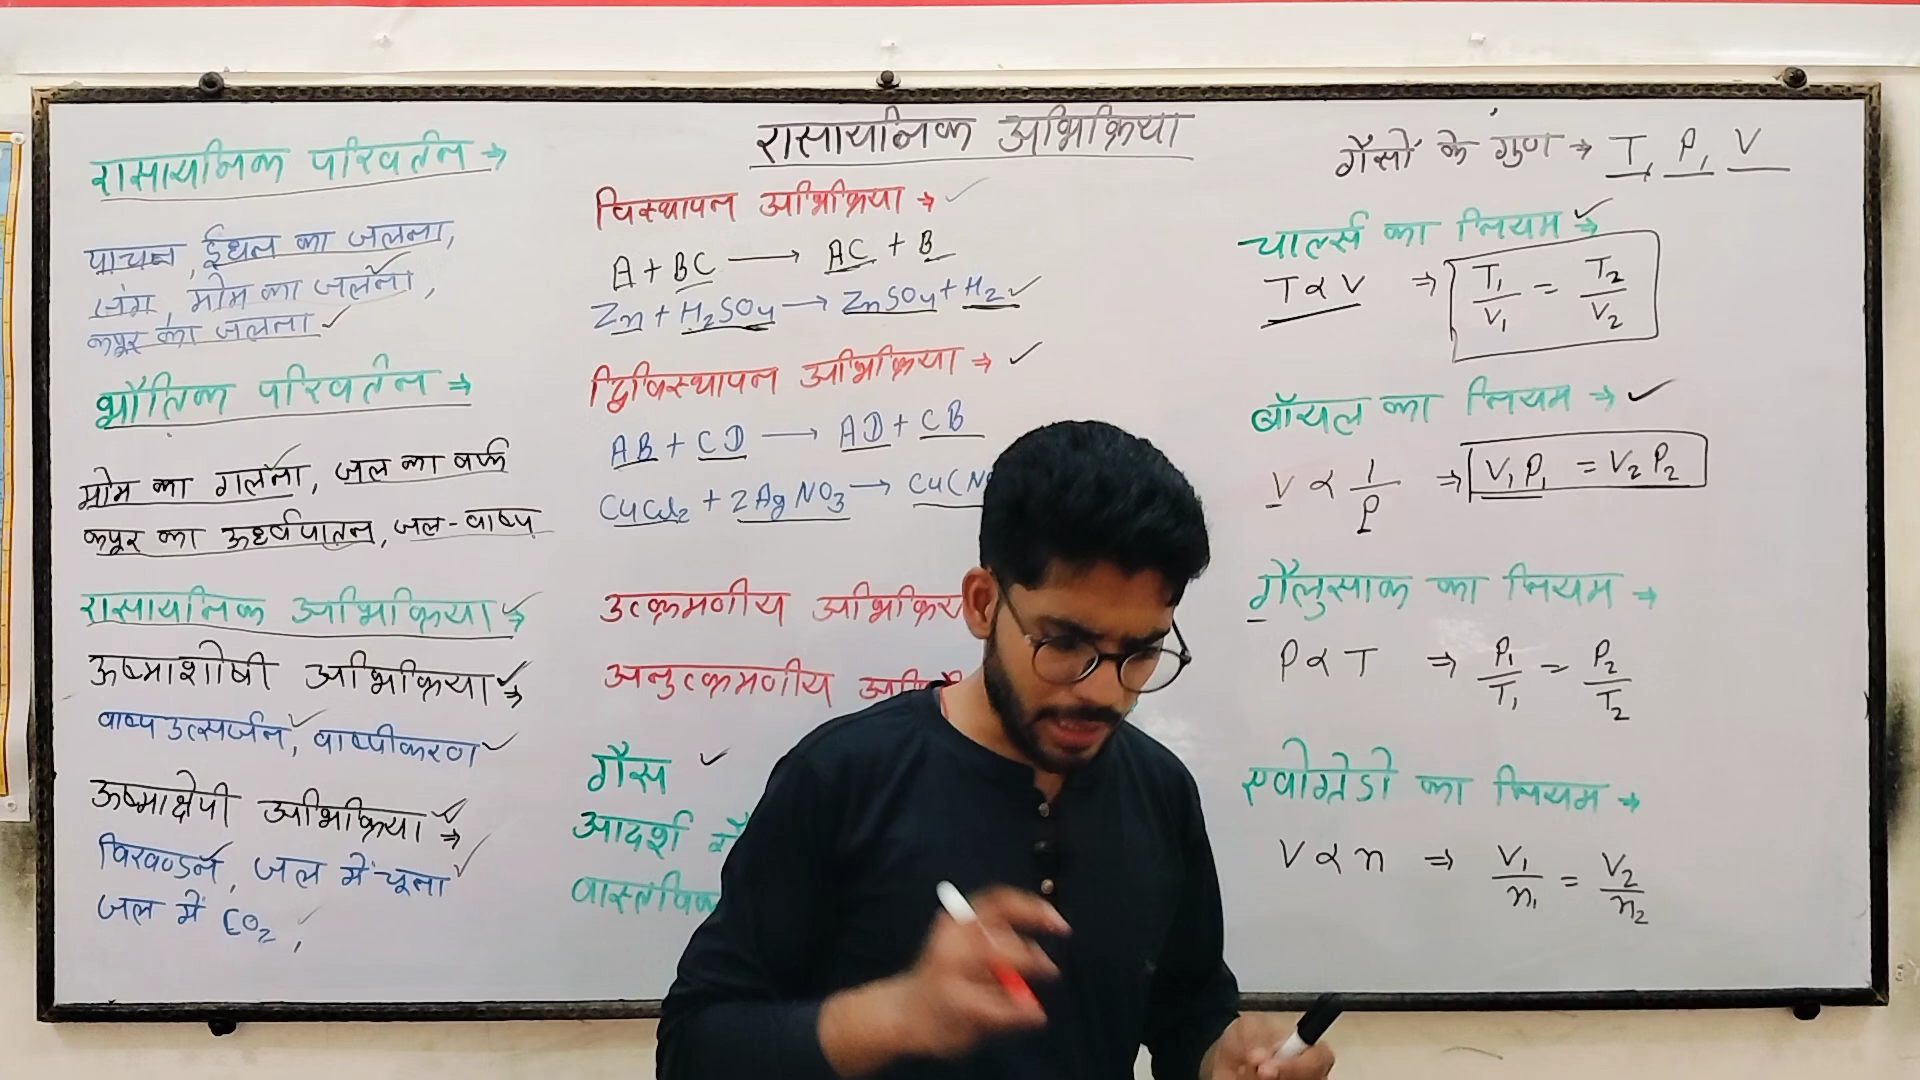 रासायनिक अभिक्रिया
रासायनिक परिवर्तन →
पाचन, ईंधन का जलना,
जंग, मोम का जलना,
कपूर का जलना
भौतिक परिवर्तन →
मोम का गलना, जल का बर्फ
कपूर का ऊर्ध्वपातन, जल-वाष्प
रासायनिक अभिक्रिया →
ऊष्माशोषी अभिक्रिया →
वाष्प उत्सर्जन, वाष्पीकरण
ऊष्माक्षेपी अभिक्रिया →
विखण्डन, जल में चूना
जल में CO₂,
विस्थापन अभिक्रिया →
A + BC → AC + B
Zn + H₂SO₄ → ZnSO₄ + H₂
द्विविस्थापन अभिक्रिया →
AB + CD → AD + CB
CuCl₂ + 2AgNO₃ → Cu(N
उत्क्रमणीय अभिक्रिय
अनुत्क्रमणीय
गैस
आदर्श
वास्तविक
गैसों के गुण → T, P, V
चार्ल्स का नियम →
T ∝ V ⇒ T₁/V₁ = T₂/V₂
बॉयल का नियम →
V ∝ 1/P ⇒ V₁P₁ = V₂P₂
गैलुसाक का नियम →
P ∝ T ⇒ P₁/T₁ = P₂/T₂
एवोग्रेडो का नियम →
V ∝ n ⇒ V₁/n₁ = V₂/n₂